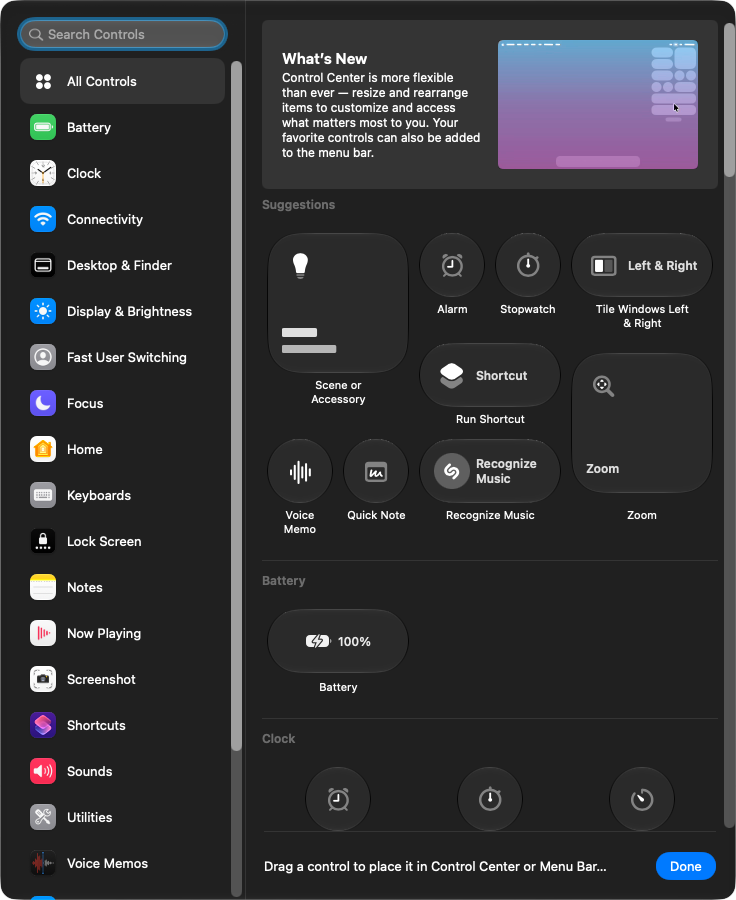 Search Controls
All Controls
Battery
Clock
Connectivity
Desktop & Finder
Display & Brightness
Fast User Switching
Focus
Home
Keyboards
Lock Screen
Notes
Now Playing
Screenshot
Shortcuts
Sounds
Utilities
Voice Memos
What's New
Control Center is more flexible
than ever — resize and rearrange
items to customize and access
what matters most to you. Your
favorite controls can also be added
to the menu bar.
Suggestions
Scene or
Accessory
Alarm
Stopwatch
Left & Right
Tile Windows Left
& Right
Shortcut
Run Shortcut
Zoom
Zoom
Voice
Memo
Quick Note
Recognize
Music
Recognize Music
Battery
100%
Battery
Clock
Drag a control to place it in Control Center or Menu Bar...
Done